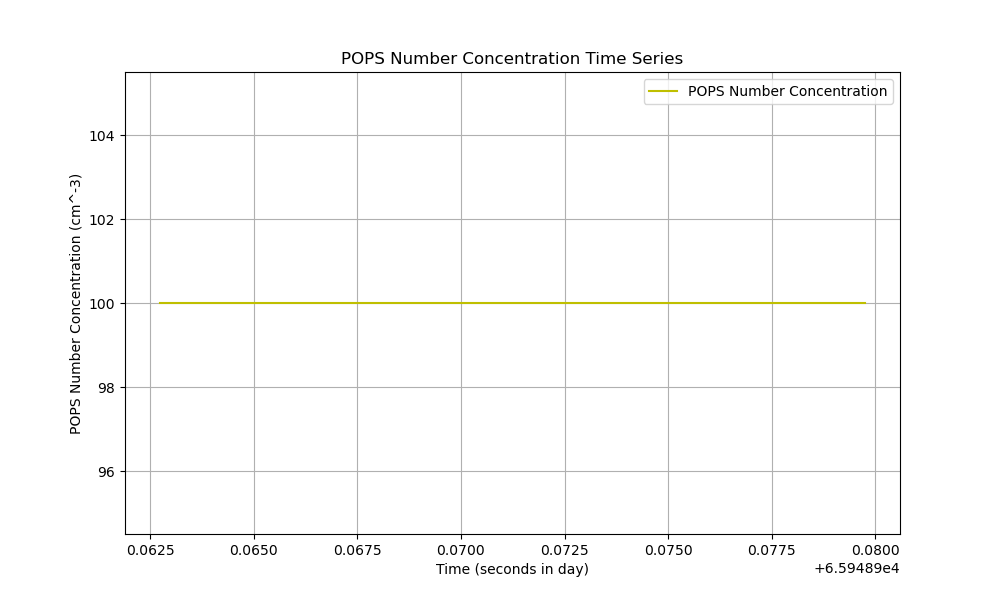 POPS Number Concentration Time Series
POPS Number Concentration
POPS Number Concentration (cm^-3)
104
102
100
98
96
0.0625 0.0650 0.0675 0.0700 0.0725 0.0750 0.0775 0.0800
+6.59489e4
Time (seconds in day)